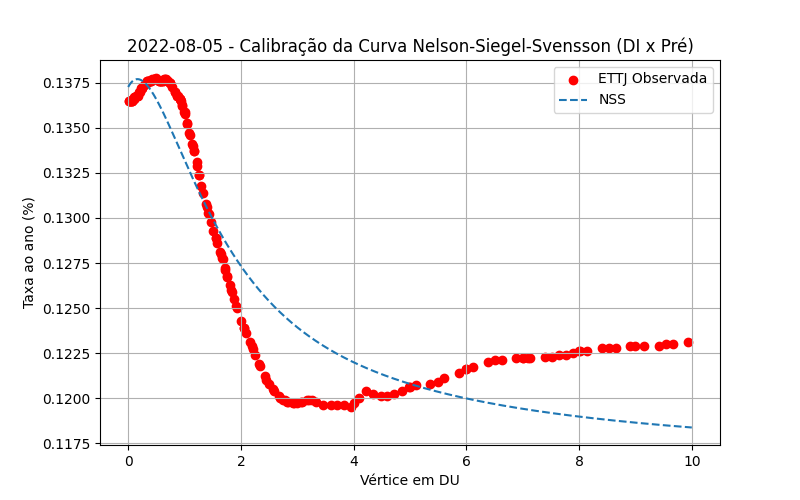 2022-08-05 - Calibração da Curva Nelson-Siegel-Svensson (DI x Pré)
ETTJ Observada
NSS
Taxa ao ano (%)
0.1375
0.1350
0.1325
0.1300
0.1275
0.1250
0.1225
0.1200
0.1175
0 2 4 6 8 10
Vértice em DU